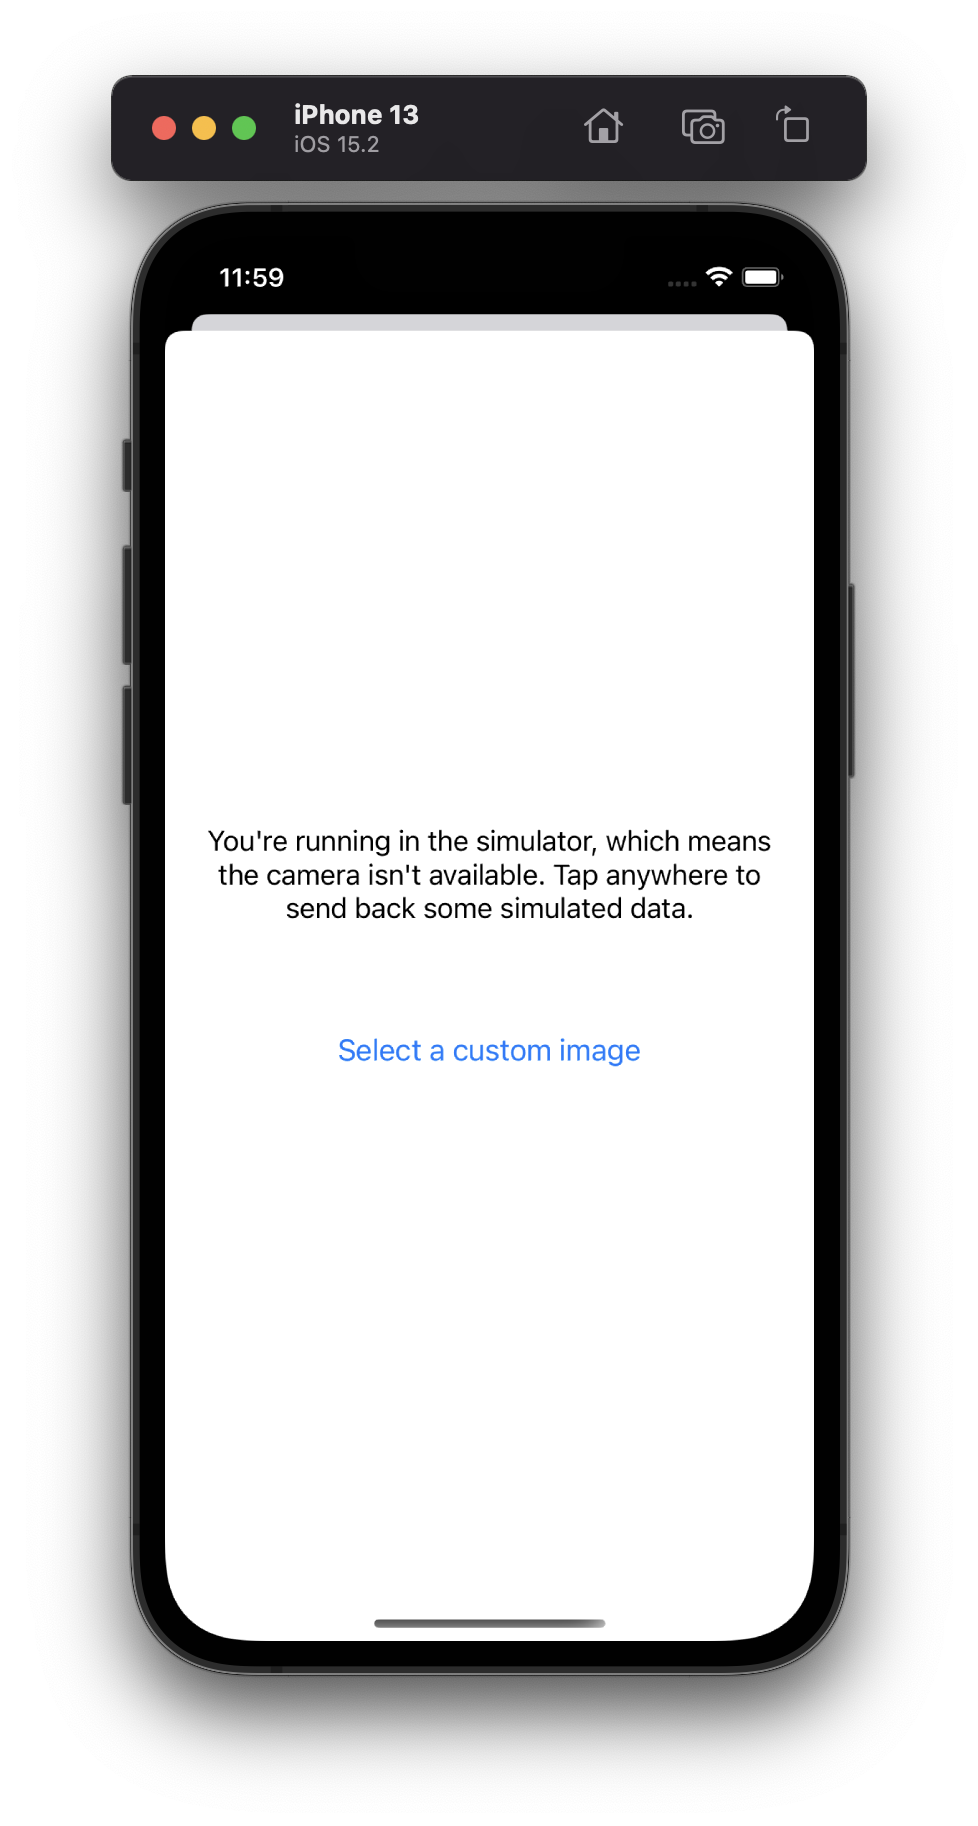 iPhone 13
iOS 15.2
11:59
You're running in the simulator, which means
the camera isn't available. Tap anywhere to
send back some simulated data.
Select a custom image